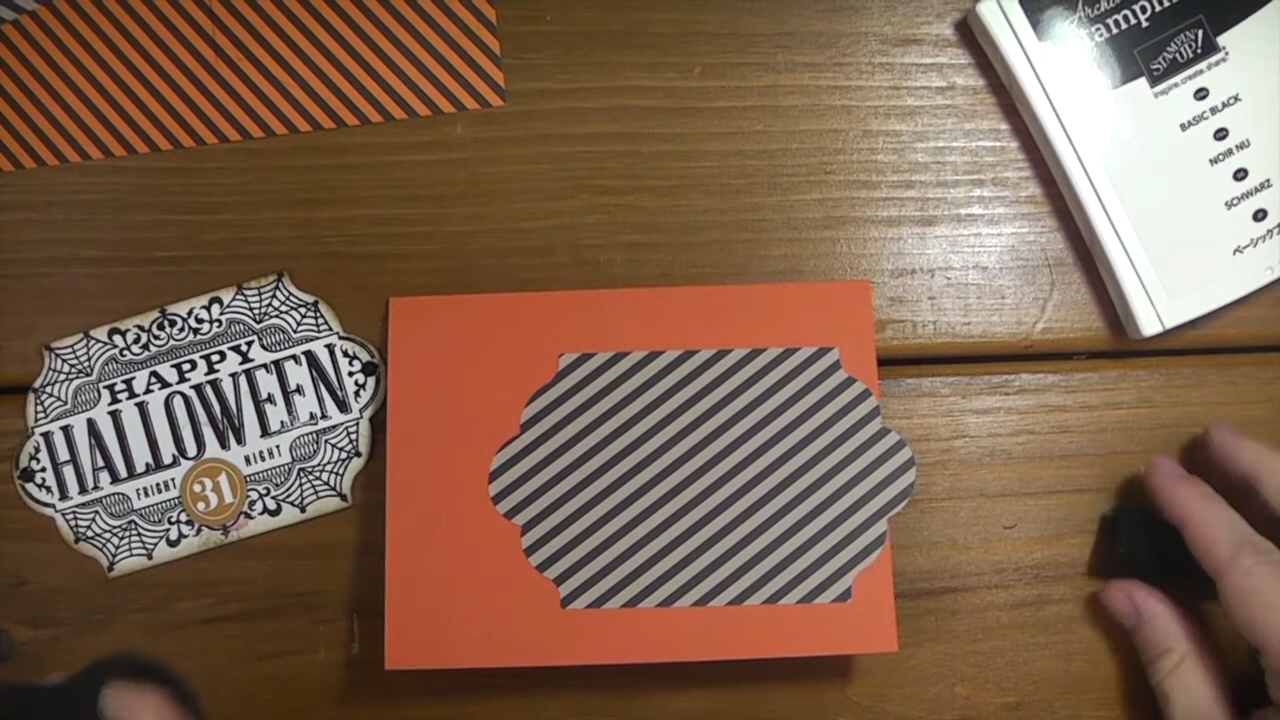 HAPPY
HALLOWEEN
FRIGHT 31 NIGHT
STAMPIN'
UP!
inspire.create.share
BASIC BLACK
NOIR NU
SCHWARZ